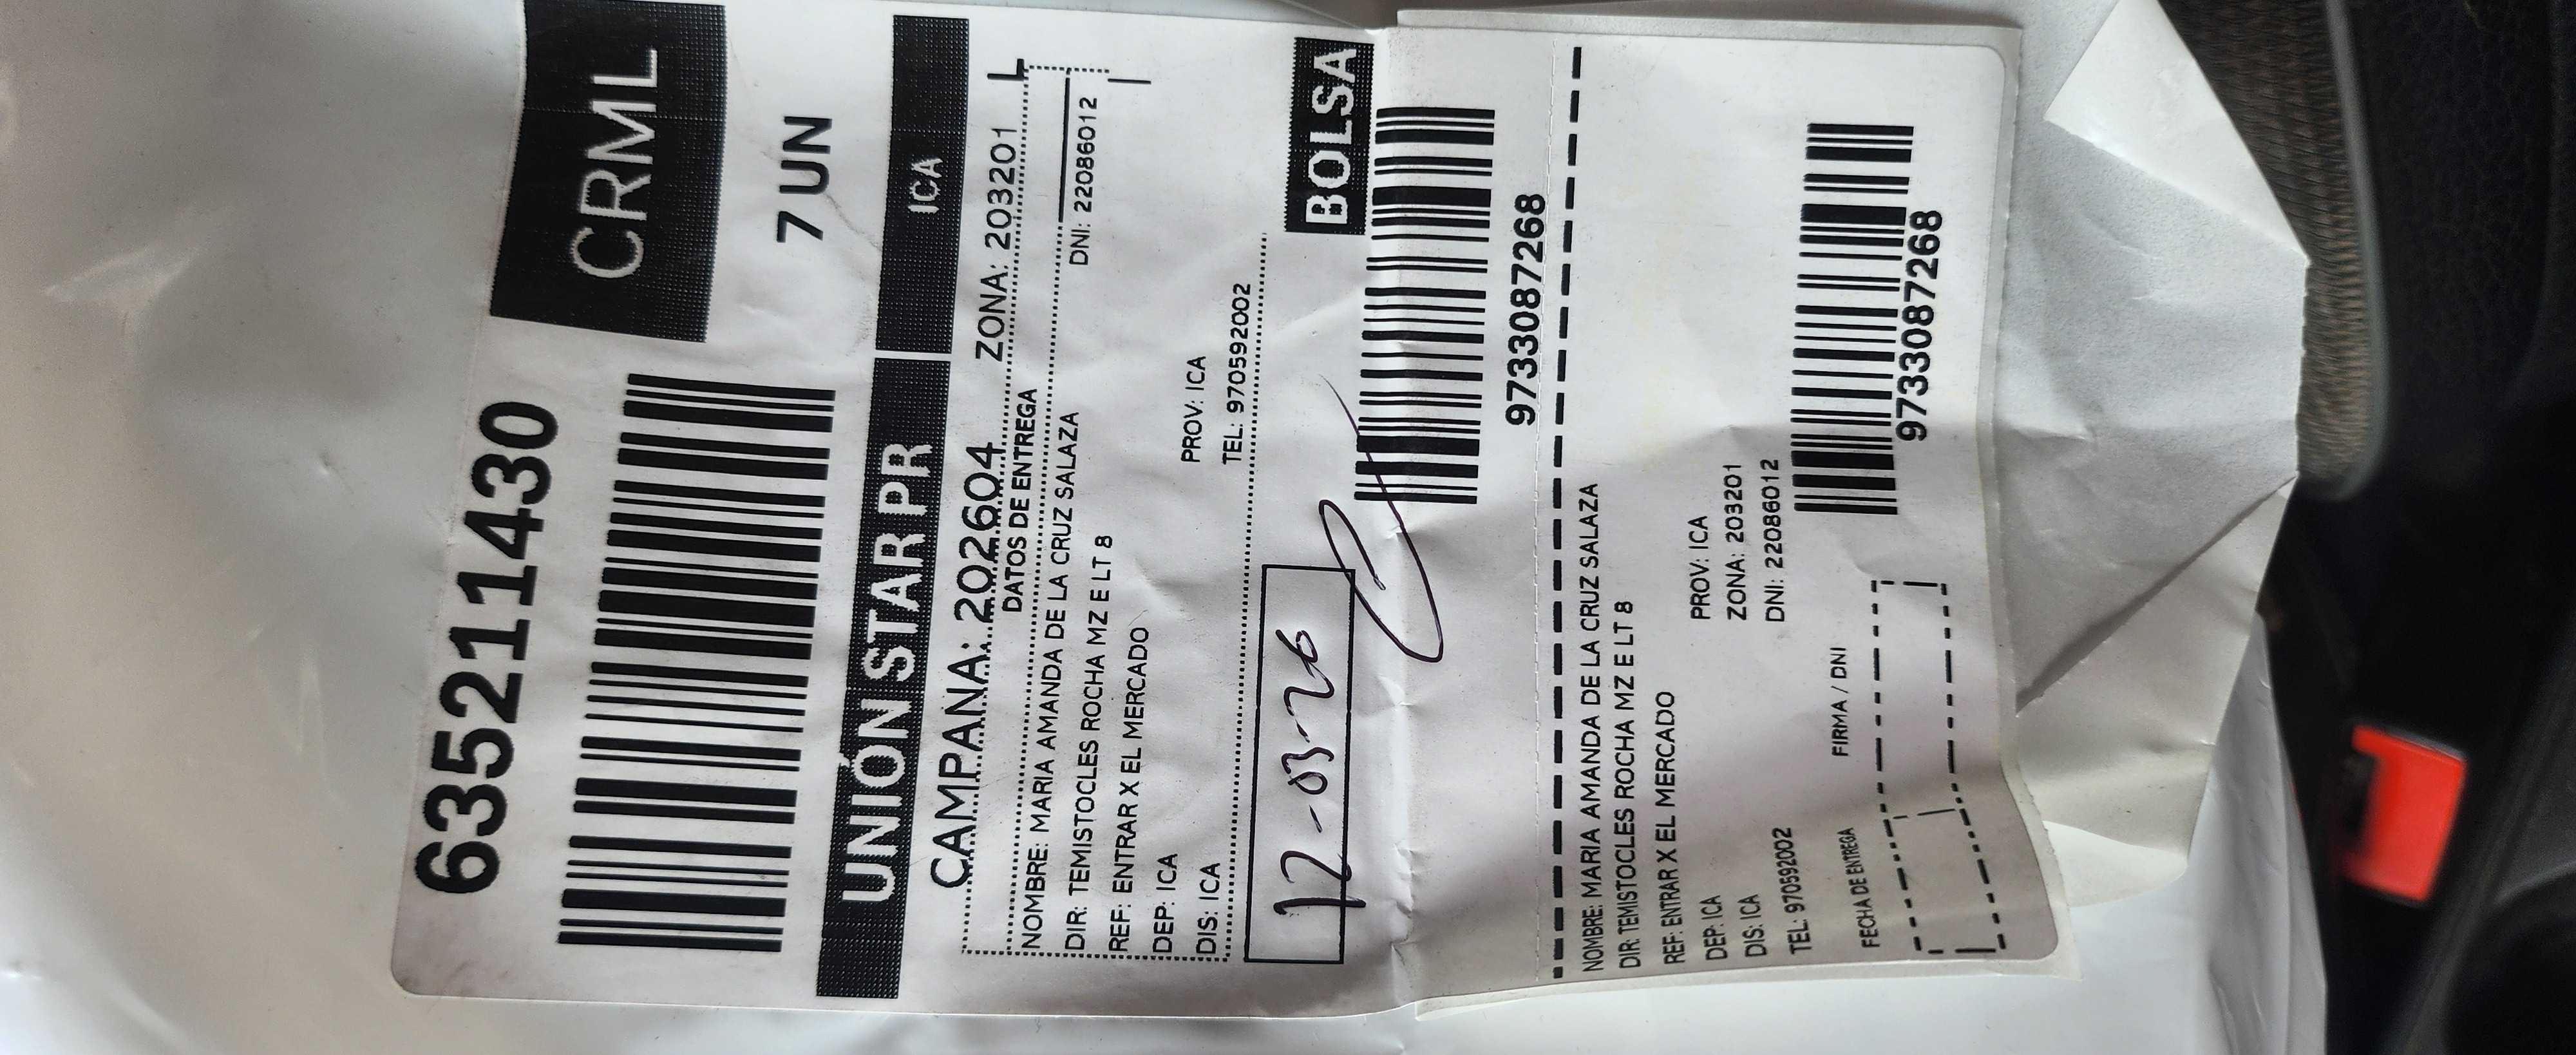 635211430
CRML
7 UN
UNIÓN STAR PR ICA
CAMPANA: 202604 ZONA: 203201 L
DATOS DE ENTREGA
NOMBRE: MARIA AMANDA DE LA CRUZ SALAZA
DIR: TEMISTOCLES ROCHA MZ E LT 8 DNI: 22086012
REF: ENTRAR X EL MERCADO
DEP: ICA PROV: ICA
DIS: ICA TEL: 970592002
BOLSA
12-03-26
9733087268
NOMBRE: MARIA AMANDA DE LA CRUZ SALAZA
DIR: TEMISTOCLES ROCHA MZ E LT 8
REF: ENTRAR X EL MERCADO
DEP: ICA PROV: ICA
DIS: ICA ZONA: 203201
TEL: 970592002 DNI: 22086012
FECHA DE ENTREGA FIRMA / DNI
9733087268